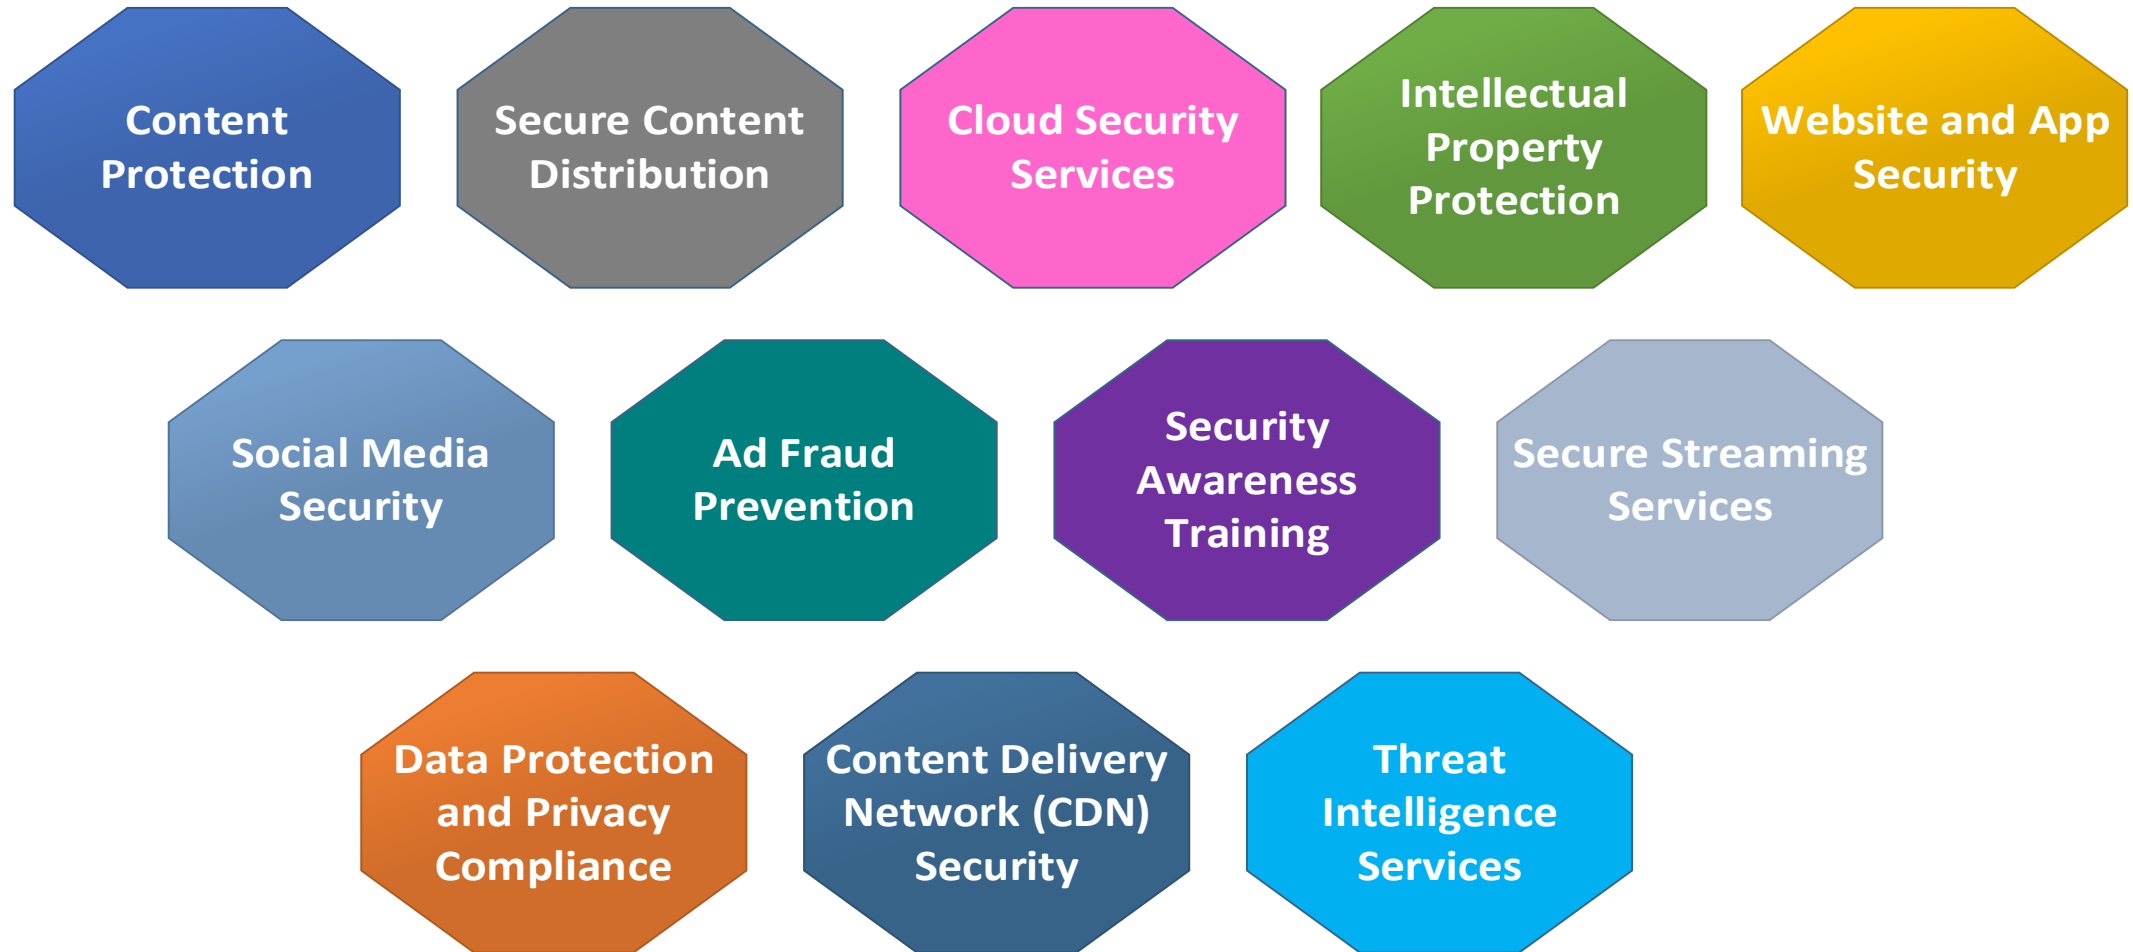 Content
Protection
Secure Content
Distribution
Cloud Security
Services
Intellectual
Property
Protection
Website and App
Security
Social Media
Security
Ad Fraud
Prevention
Security
Awareness
Training
Secure Streaming
Services
Data Protection
and Privacy
Compliance
Content Delivery
Network (CDN)
Security
Threat
Intelligence
Services